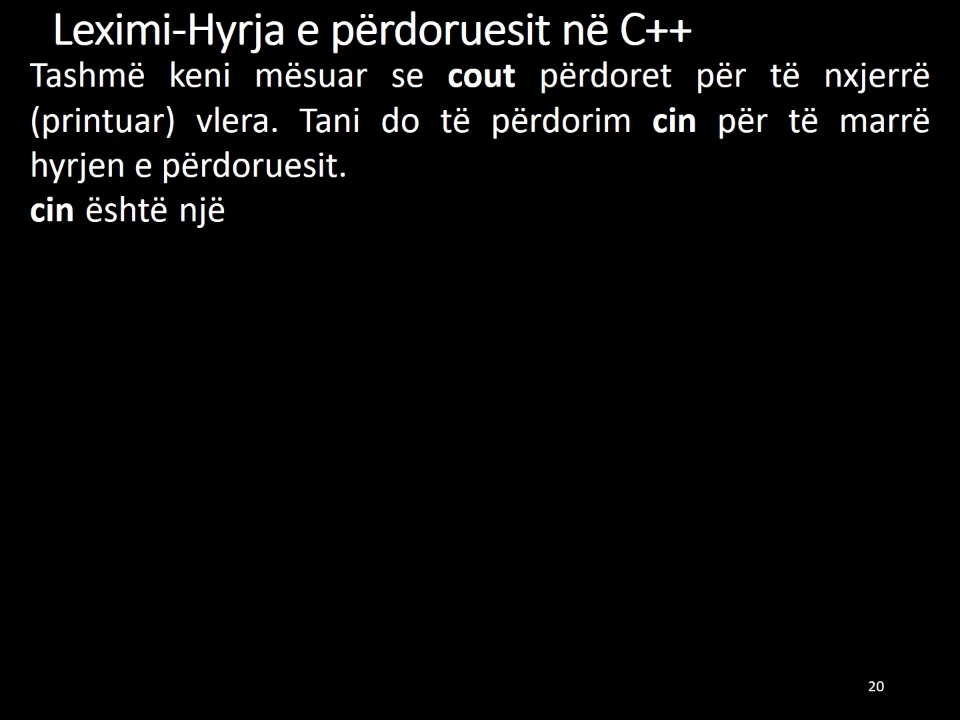 Leximi-Hyrja e përdoruesit në C++
Tashmë keni mësuar se cout përdoret për të nxjerrë
(printuar) vlera. Tani do të përdorim cin për të marrë
hyrjen e përdoruesit.
cin është një
20